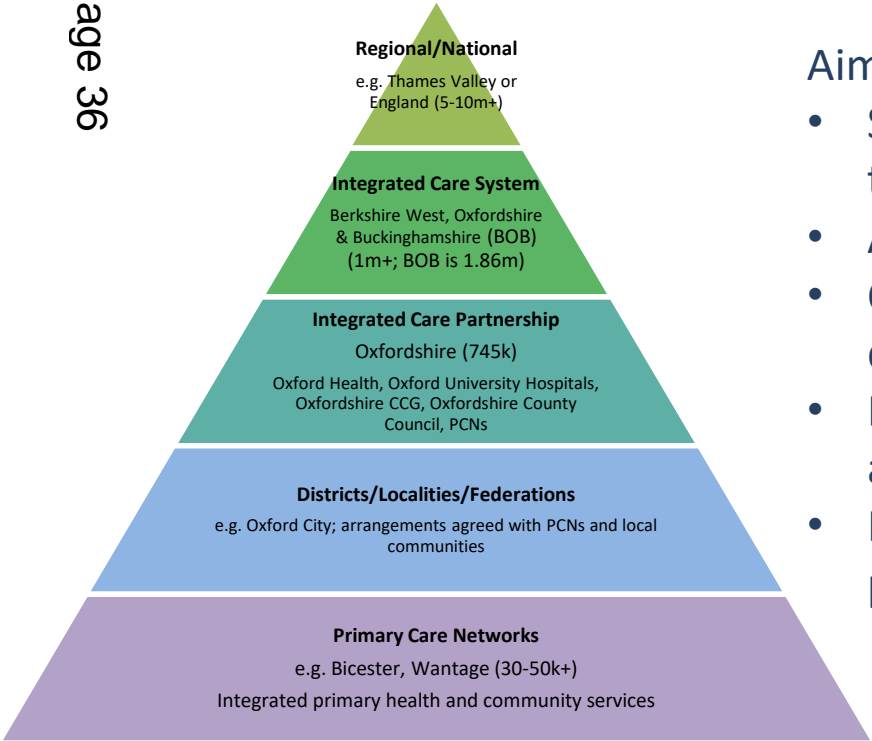 age 36
Regional/National
e.g. Thames Valley or
England (5-10m+)
Integrated Care System
Berkshire West, Oxfordshire
& Buckinghamshire (BOB)
(1m+; BOB is 1.86m)
Integrated Care Partnership
Oxfordshire (745k)
Oxford Health, Oxford University Hospitals,
Oxfordshire CCG, Oxfordshire County
Council, PCNs
Districts/Localities/Federations
e.g. Oxford City; arrangements agreed with PCNs and local
communities
Primary Care Networks
e.g. Bicester, Wantage (30-50k+)
Integrated primary health and community services
Aim